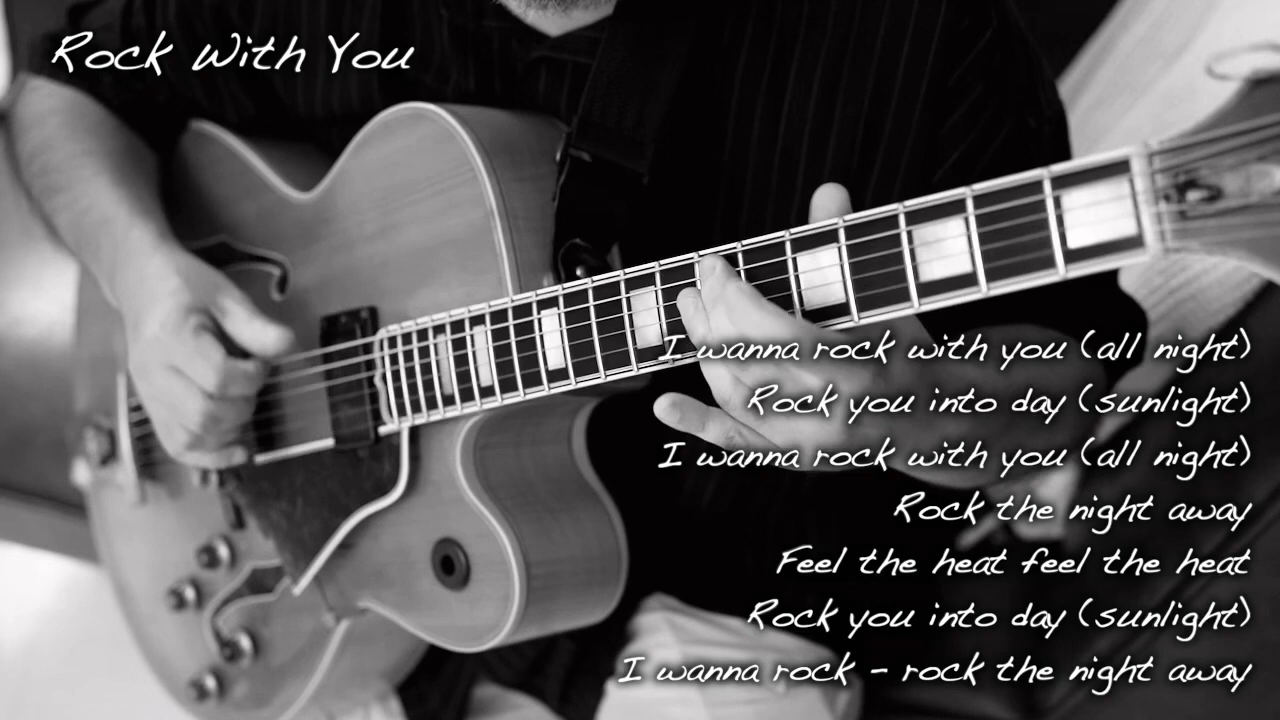 Rock With You
I wanna rock with you (all night)
Rock you into day (sunlight)
I wanna rock with you (all night)
Rock the night away
Feel the heat feel the heat
Rock you into day (sunlight)
I wanna rock - rock the night away